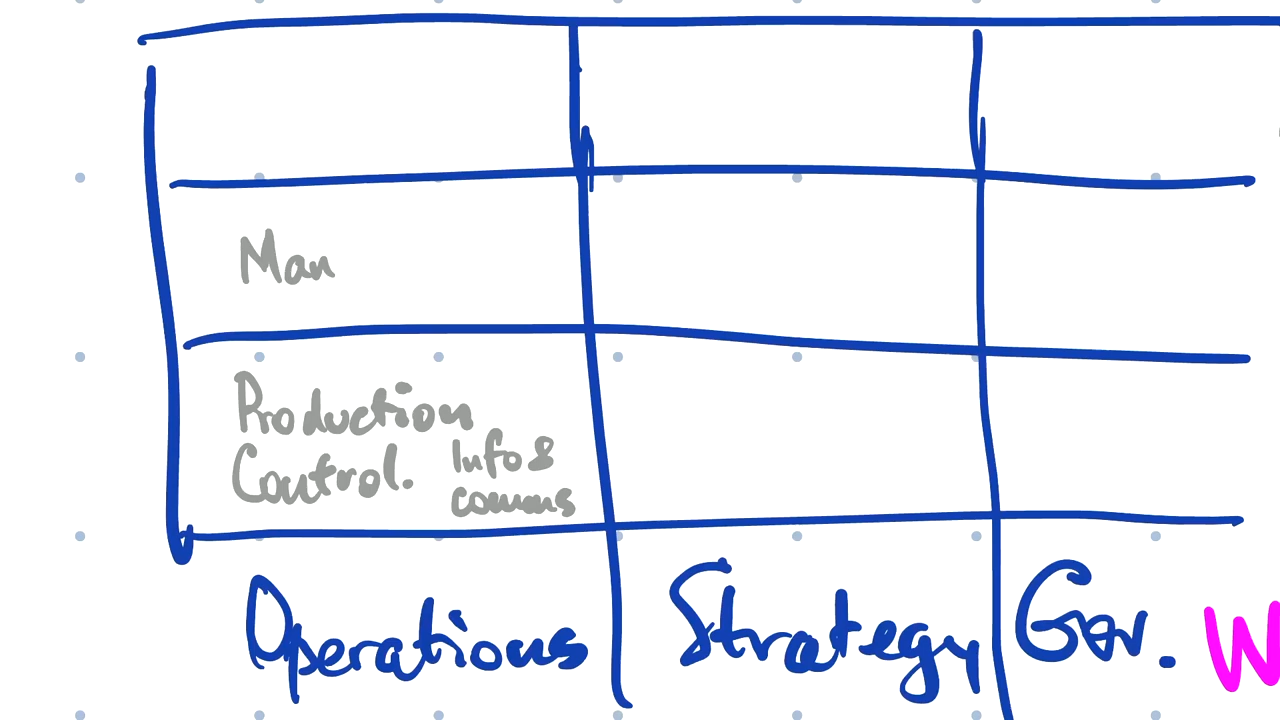 Man
Production
Control. Info &
comms
Operations Strategy Gov.